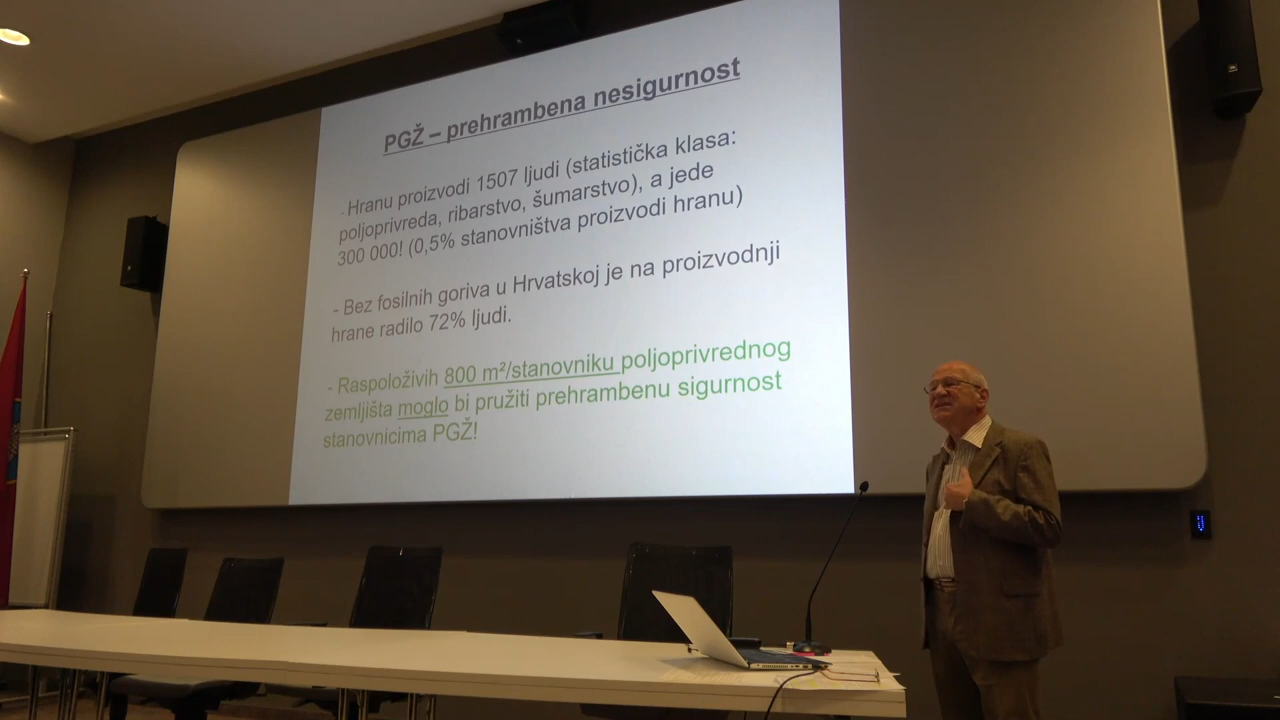 PGŽ – prehrambena nesigurnost
- Hranu proizvodi 1507 ljudi (statistička klasa:
poljoprivreda, ribarstvo, šumarstvo), a jede
300 000! (0,5% stanovništva proizvodi hranu)
- Bez fosilnih goriva u Hrvatskoj je na proizvodnji
hrane radilo 72% ljudi.
- Raspoloživih 800 m²/stanovniku poljoprivrednog
zemljišta moglo bi pružiti prehrambenu sigurnost
stanovnicima PGŽ!